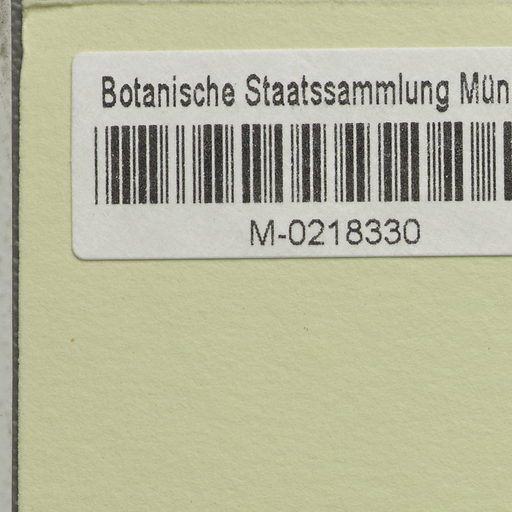 Botanische Staatssammlung Mün
M-0218330